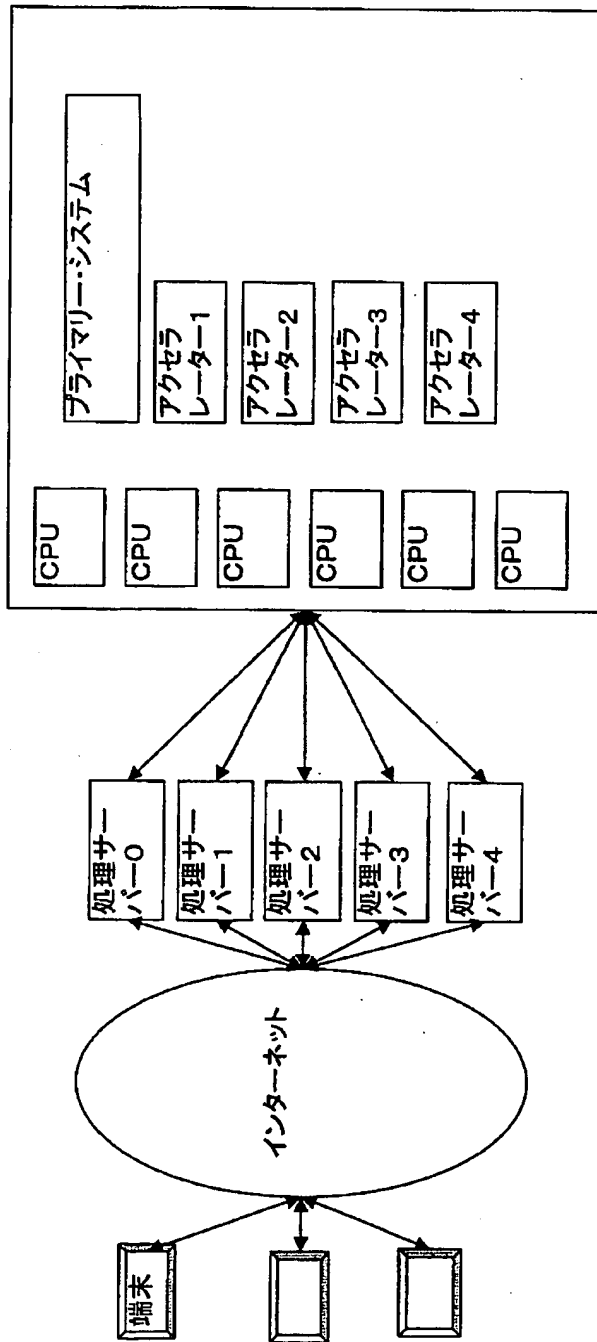 端末
インターネット
処理サー
バー0
処理サー
バー1
処理サー
バー2
処理サー
バー3
処理サー
バー4
CPU
CPU
CPU
CPU
CPU
CPU
プライマリー・システム
アクセラ
レーター1
アクセラ
レーター2
アクセラ
レーター3
アクセラ
レーター4